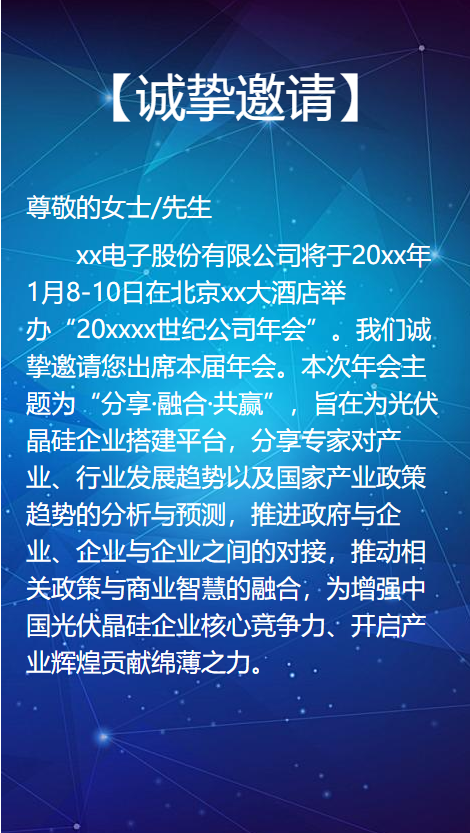 【诚挚邀请】
尊敬的女士/先生
xx电子股份有限公司将于20xx年
1月8-10日在北京xx大酒店举
办“20xxxx世纪公司年会”。我们诚
挚邀请您出席本届年会。本次年会主
题为“分享·融合·共赢”，旨在为光伏
晶硅企业搭建平台，分享专家对产
业、行业发展趋势以及国家产业政策
趋势的分析与预测，推进政府与企
业、企业与企业之间的对接，推动相
关政策与商业智慧的融合，为增强中
国光伏晶硅企业核心竞争力、开启产
业辉煌贡献绵薄之力。